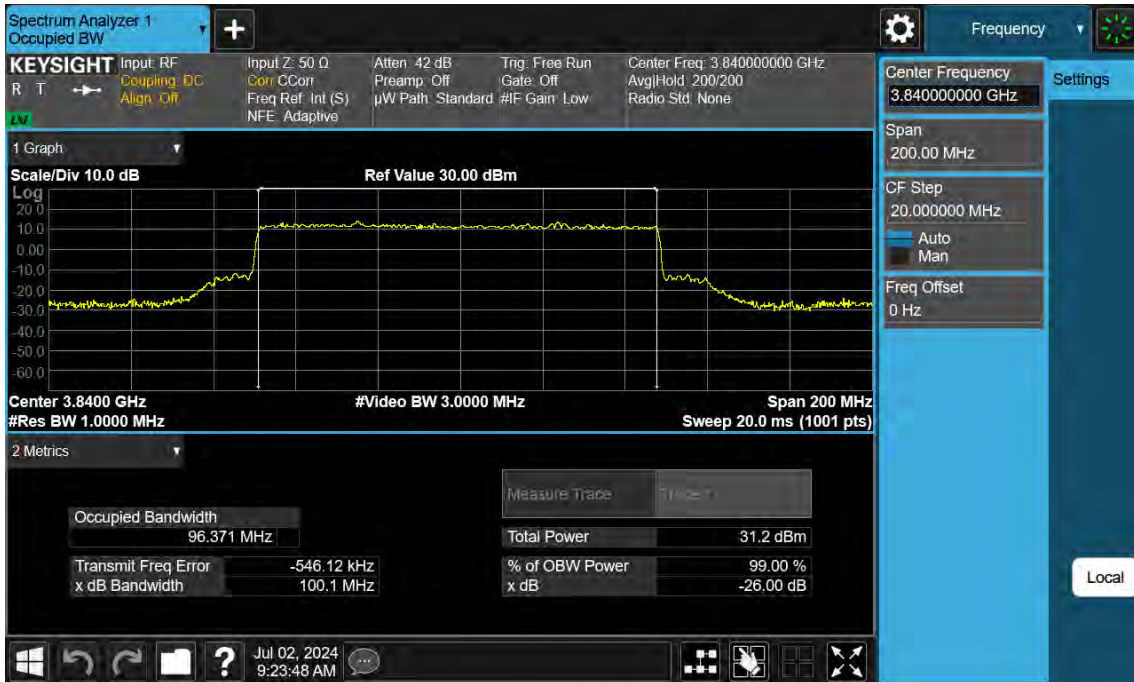 Spectrum Analyzer 1
Occupied BW
+
Frequency
KEYSIGHT
R T
LNI
Input: RF
Coupling: DC
Align: Off
Input Z: 50 Ω
Corr CCorr
Freq Ref: Int (S)
NFE: Adaptive
Atten: 42 dB
Preamp: Off
µW Path: Standard
Trig: Free Run
Gate: Off
#IF Gain: Low
Center Freq: 3.840000000 GHz
Avg|Hold: 200/200
Radio Std: None
Center Frequency
3.840000000 GHz
Settings
Span
200.00 MHz
CF Step
20.000000 MHz
Auto
Man
Freq Offset
0 Hz
Local
1 Graph
Scale/Div 10.0 dB
Ref Value 30.00 dBm
Log
20.0
10.0
0.00
-10.0
-20.0
-30.0
-40.0
-50.0
-60.0
Center 3.8400 GHz
#Video BW 3.0000 MHz
Span 200 MHz
#Res BW 1.0000 MHz
Sweep 20.0 ms (1001 pts)
2 Metrics
Measure Trace
Trace 1
Occupied Bandwidth
96.371 MHz
Total Power 31.2 dBm
Transmit Freq Error -546.12 kHz
% of OBW Power 99.00 %
x dB Bandwidth 100.1 MHz
x dB -26.00 dB
?
Jul 02, 2024
9:23:48 AM